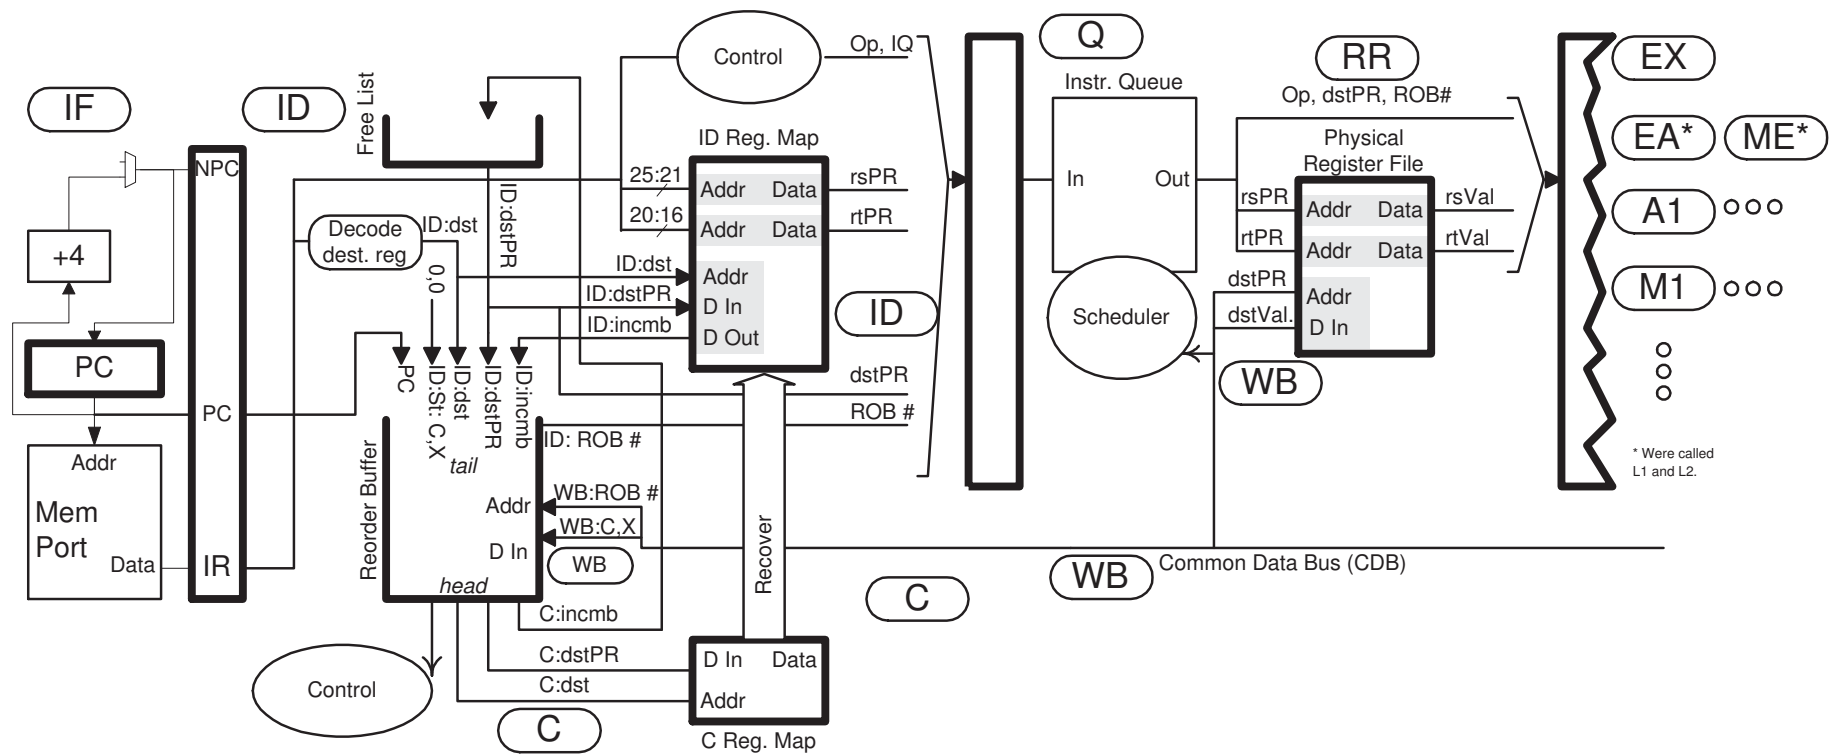 IF
ID
Free List
Control
Op, IQ
Q
Instr. Queue
RR
Op, dstPR, ROB#
EX
EA*
ME*
A1
M1
NPC
+4
PC
PC
Addr
Mem
Port
Data
IR
Decode
dest. reg
ID:dst
ID:dstPR
25:21
20:16
ID Reg. Map
Addr
Data
rsPR
Addr
Data
rtPR
ID:dst
Addr
ID:dstPR
D In
ID:incmb
D Out
ID
dstPR
ROB #
0,0
PC
ID:St: C,X
ID:dst
ID:dstPR
ID:incmb
tail
ID: ROB #
Reorder Buffer
Addr
WB:ROB #
WB:C,X
D In
WB
head
C:incmb
C:dstPR
C:dst
Control
C
Recover
D In
Data
Addr
C Reg. Map
C
In
Out
Scheduler
Physical
Register File
rsPR
Addr
Data
rsVal
rtPR
Addr
Data
rtVal
dstPR
Addr
dstVal.
D In
WB
WB
Common Data Bus (CDB)
* Were called
L1 and L2.